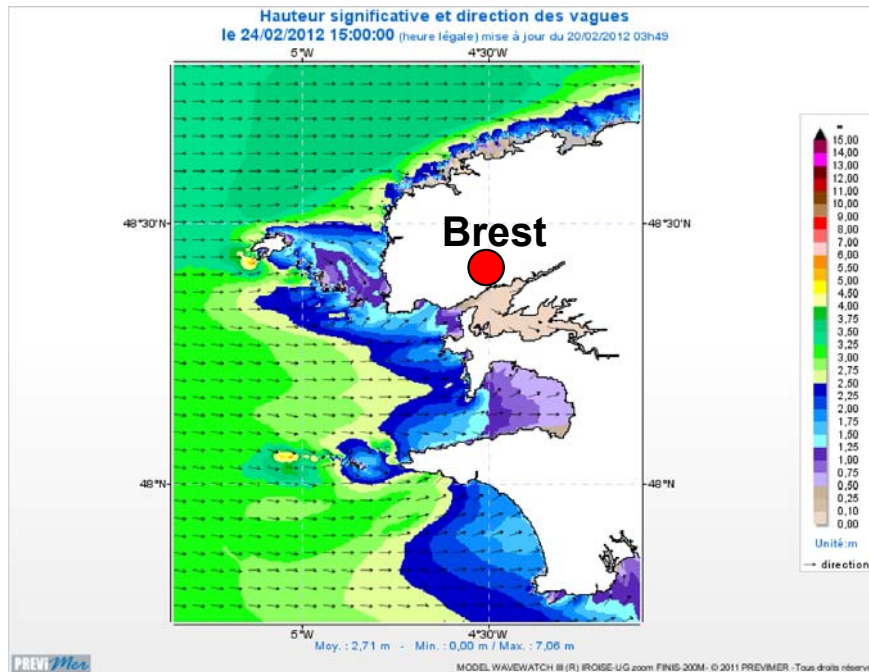 Hauteur significative et direction des vagues
le 24/02/2012 15:00:00 (heure légale) mise à jour du 20/02/2012 03h49
5°W 4°30'W
48°30'N 48°30'N
Brest
48°N 48°N
5°W 4°30'W
Moy. : 2,71 m - Min. : 0,00 m / Max. : 7,06 m
15,00
14,00
13,00
12,00
11,00
10,00
9,00
8,00
7,00
6,00
5,50
5,00
4,50
4,00
3,75
3,50
3,00
2,75
2,50
2,25
2,00
1,75
1,50
1,25
1,00
0,75
0,50
0,25
0,10
0,00
Unité:m
direction
PREVIMer
MODEL WAVEWATCH III (R) IROISE-UG zoom FINIS-200M- © 2011 PREVIMER -Tous droits réservé